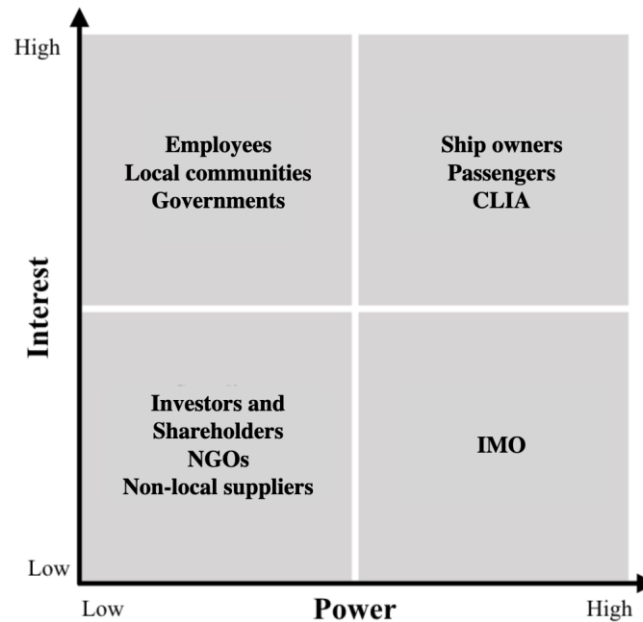 High
Employees
Local communities
Governments
Ship owners
Passengers
CLIA
Interest
Investors and
Shareholders
NGOs
Non-local suppliers
IMO
Low
Low
Power
High